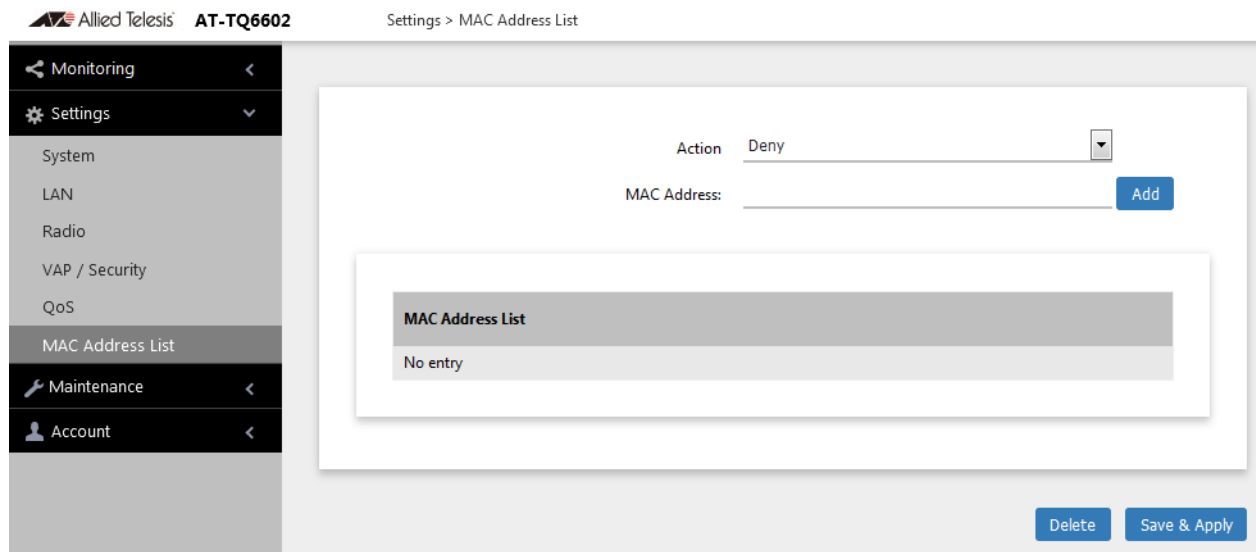 Allied Telesis AT-TQ6602 Settings > MAC Address List
Monitoring
Settings
System
LAN
Radio
VAP / Security
QoS
MAC Address List
Maintenance
Account
Action Deny
MAC Address: Add
MAC Address List
No entry
Delete Save & Apply